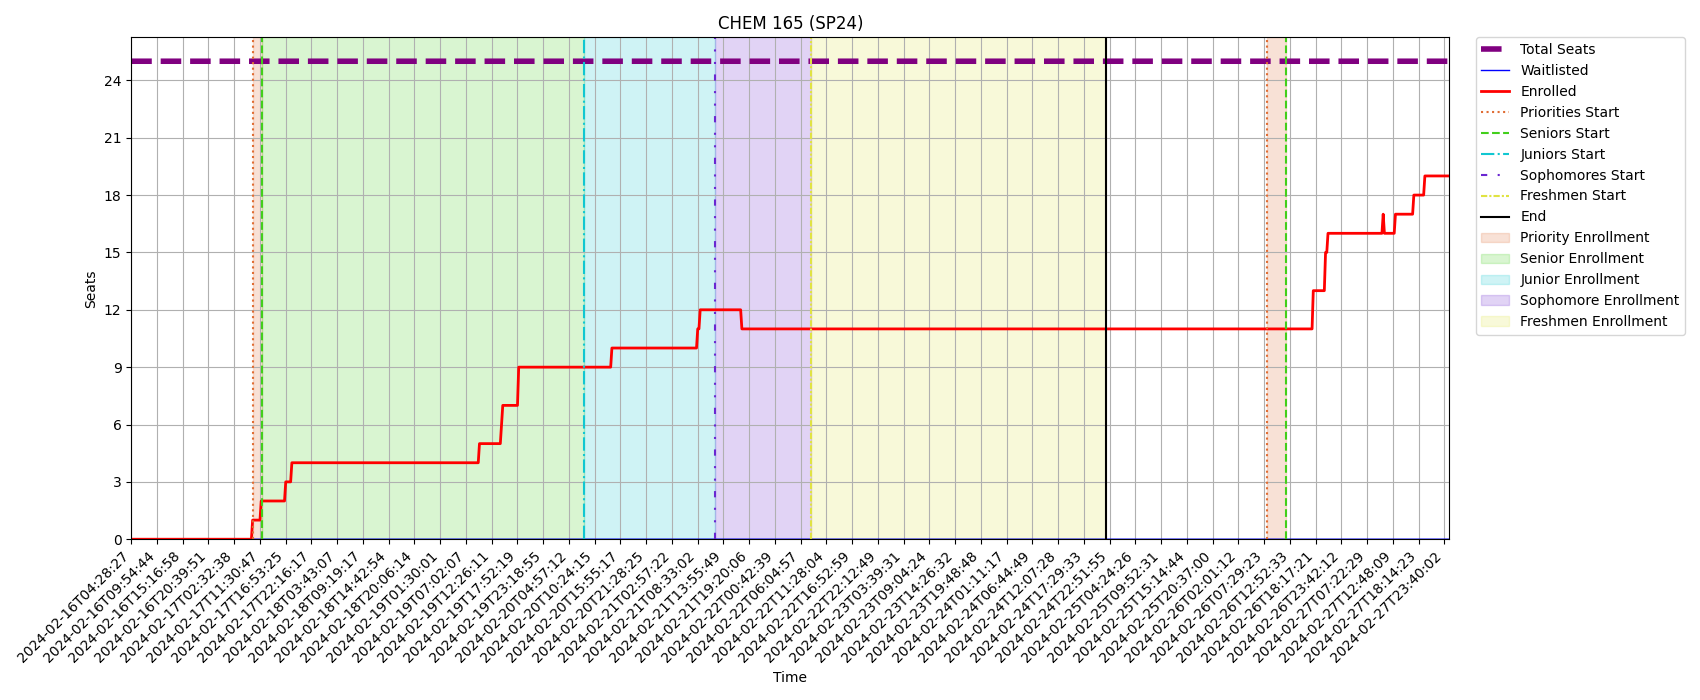 CHEM 165 (SP24)
Total Seats
Waitlisted
Enrolled
Priorities Start
Seniors Start
Juniors Start
Sophomores Start
Freshmen Start
End
Priority Enrollment
Senior Enrollment
Junior Enrollment
Sophomore Enrollment
Freshmen Enrollment
Seats
24
21
18
15
12
9
6
3
0
2024-02-16T04:28:27
2024-02-16T09:54:44
2024-02-16T15:16:58
2024-02-16T20:39:51
2024-02-17T02:32:38
2024-02-17T11:30:47
2024-02-17T16:53:25
2024-02-17T22:16:17
2024-02-18T03:43:07
2024-02-18T09:19:17
2024-02-18T14:42:54
2024-02-18T20:06:14
2024-02-19T01:30:01
2024-02-19T07:02:07
2024-02-19T12:26:11
2024-02-19T17:52:19
2024-02-19T23:18:55
2024-02-20T04:57:12
2024-02-20T10:24:15
2024-02-20T15:55:17
2024-02-20T21:28:25
2024-02-21T02:57:22
2024-02-21T08:33:02
2024-02-21T13:55:49
2024-02-21T19:20:06
2024-02-22T00:42:39
2024-02-22T06:04:57
2024-02-22T11:28:04
2024-02-22T16:52:59
2024-02-22T22:12:49
2024-02-23T03:39:31
2024-02-23T09:04:24
2024-02-23T14:26:32
2024-02-23T19:48:48
2024-02-24T01:11:17
2024-02-24T06:44:49
2024-02-24T12:07:28
2024-02-24T17:29:33
2024-02-24T22:51:55
2024-02-25T04:24:26
2024-02-25T09:52:31
2024-02-25T15:14:44
2024-02-25T20:37:00
2024-02-26T02:01:12
2024-02-26T07:29:23
2024-02-26T12:52:33
2024-02-26T18:17:21
2024-02-26T23:42:12
2024-02-27T07:22:29
2024-02-27T12:48:09
2024-02-27T18:14:23
2024-02-27T23:40:02
Time